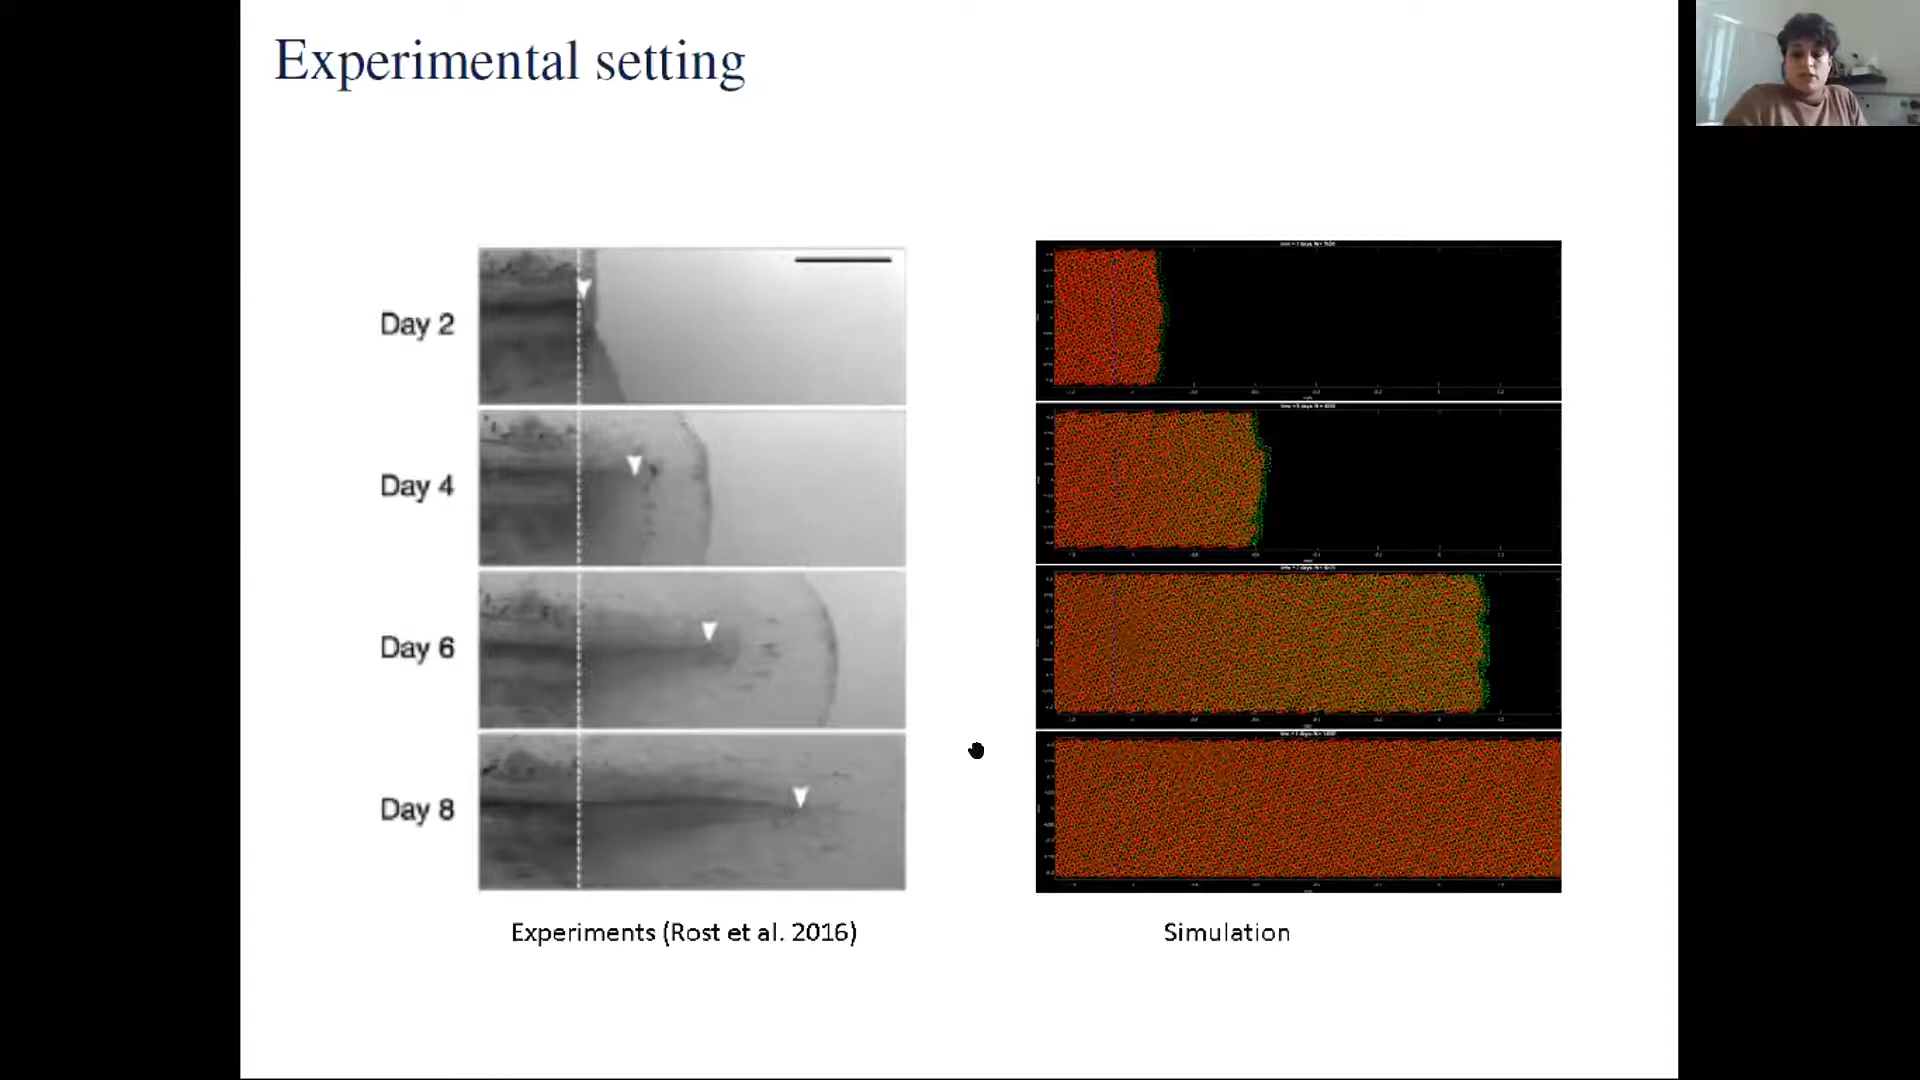 Experimental setting
Day 2
Day 4
Day 6
Day 8
Experiments (Rost et al. 2016)
Simulation